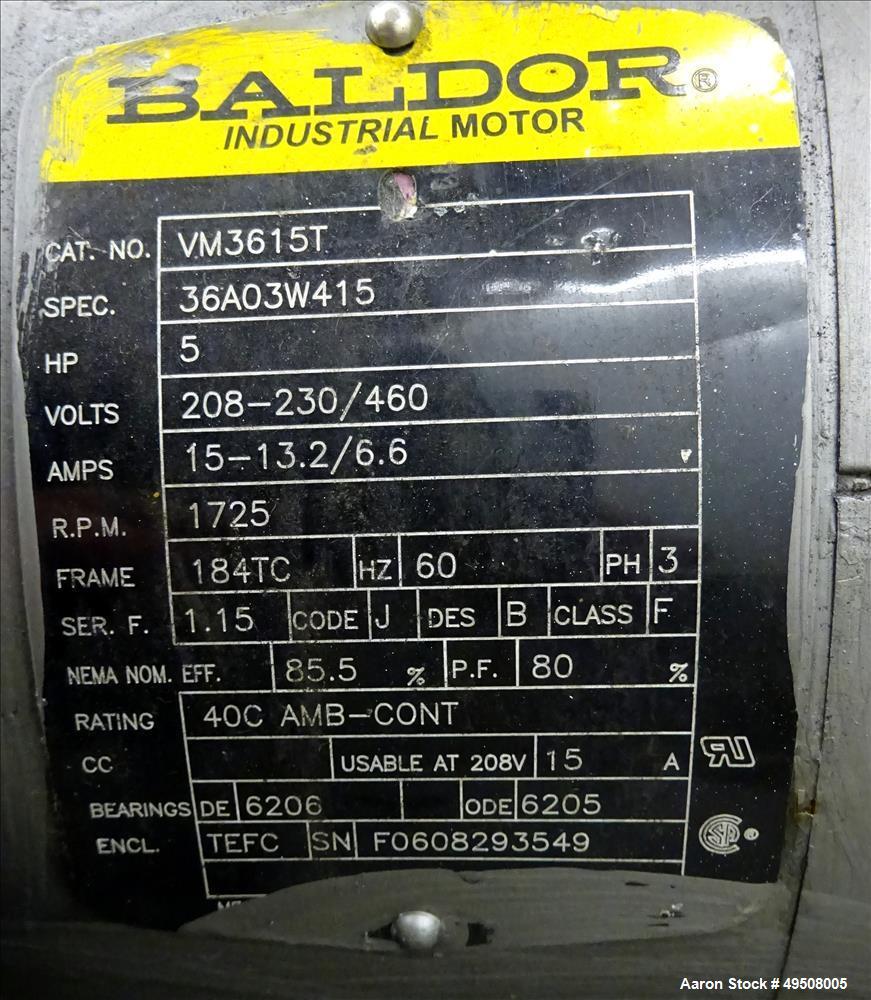 BALDOR ®
INDUSTRIAL MOTOR
CAT. NO. VM3615T
SPEC. 36A03W415
HP 5
VOLTS 208-230/460
AMPS 15-13.2/6.6
R.P.M. 1725
FRAME 184TC HZ 60 PH 3
SER. F. 1.15 CODE J DES B CLASS F
NEMA NOM. EFF. 85.5 % P.F. 80 %
RATING 40C AMB-CONT
CC USABLE AT 208V 15 A
BEARINGS DE 6206 ODE 6205
ENCL. TEFC SN F0608293549
Aaron Stock # 49508005